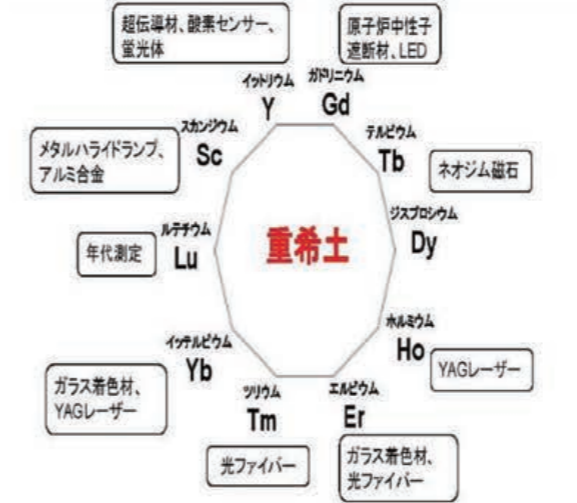 超伝導材、酸素センサー、
蛍光体
原子炉中性子
遮断材、LED
イットリウム
Y
ガドリニウム
Gd
スカンジウム
Sc
テルビウム
Tb
メタルハライドランプ、
アルミ合金
ネオジム磁石
ルテチウム
Lu
重希土
ジスプロシウム
Dy
年代測定
イッテルビウム
Yb
ホルミウム
Ho
YAGレーザー
ガラス着色材、
YAGレーザー
ツリウム
Tm
エルビウム
Er
光ファイバー
ガラス着色材、
光ファイバー